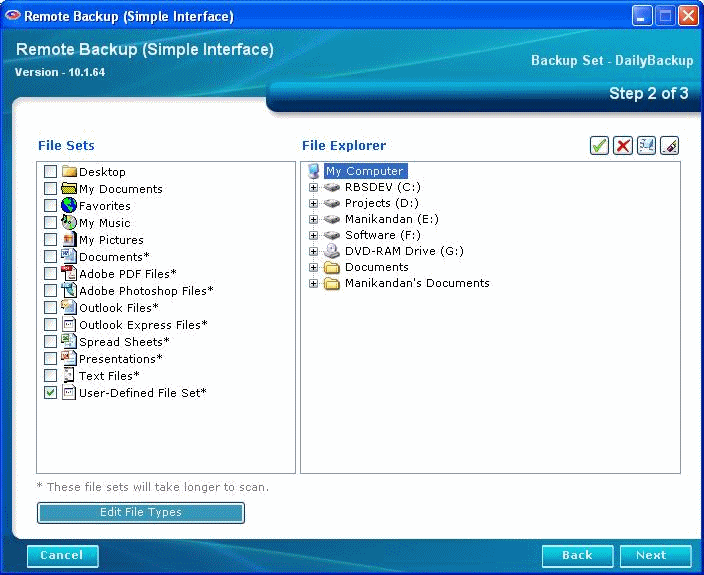 Remote Backup (Simple Interface)
Remote Backup (Simple Interface)
Version - 10.1.64
Backup Set - DailyBackup
Step 2 of 3
File Sets
Desktop
My Documents
Favorites
My Music
My Pictures
Documents*
Adobe PDF Files*
Adobe Photoshop Files*
Outlook Files*
Outlook Express Files*
Spread Sheets*
Presentations*
Text Files*
User-Defined File Set*
* These file sets will take longer to scan.
Edit File Types
File Explorer
My Computer
RBSDEV (C:)
Projects (D:)
Manikandan (E:)
Software (F:)
DVD-RAM Drive (G:)
Documents
Manikandan's Documents
Cancel
Back
Next